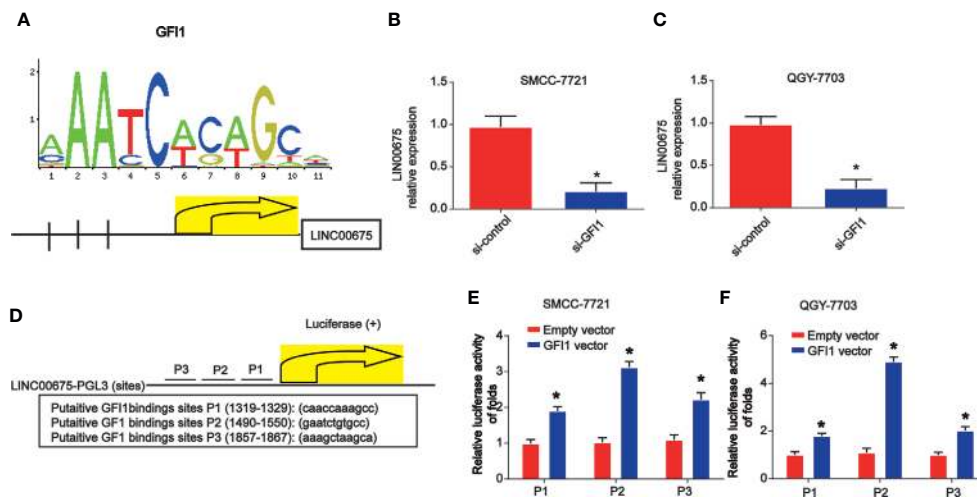 A
GFI1
2
1
0
1 2 3 4 5 6 7 8 9 10 11
LINC00675
B
SMCC-7721
LIN00675
relative expression
1.5
1.0
0.5
0.0
*
si-control
si-GFI1
C
QGY-7703
LIN00675
relative expression
1.5
1.0
0.5
0.0
*
si-control
si-GFI1
D
Luciferase (+)
P3 P2 P1
LINC00675-PGL3 (sites)
Putative GFI1bindings sites P1 (1319-1329): (caaccaaagcc)
Putative GF1 bindings sites P2 (1490-1550): (gaatctgtgcc)
Putative GF1 bindings sites P3 (1857-1867): (aaagctaagca)
E
SMCC-7721
Empty vector
GFI1 vector
Relative luciferase activity
of folds
4
3
2
1
0
* * *
P1 P2 P3
F
QGY-7703
Empty vector
GFI1 vector
Relative luciferase activity
of folds
6
4
2
0
* * *
P1 P2 P3